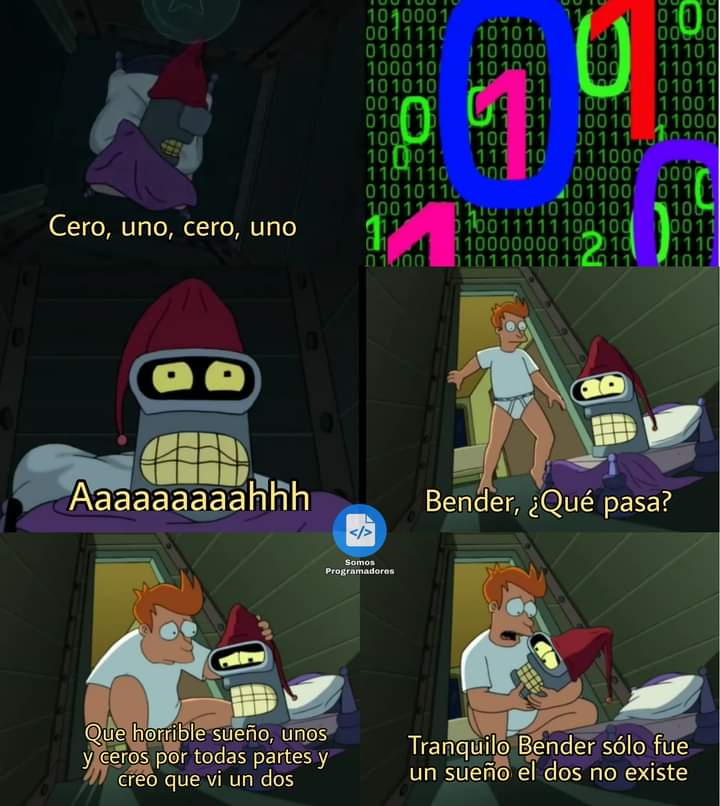 Cero, uno, cero, uno
Aaaaaaaaahhh
Bender, ¿Qué pasa?
</>
Somos
Programadores
Que horrible sueño, unos
y ceros por todas partes y
creo que vi un dos
Tranquilo Bender sólo fue
un sueño el dos no existe